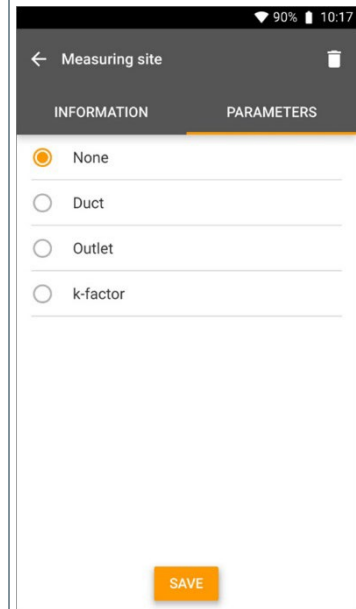 90% 10:17
Measuring site
INFORMATION PARAMETERS
None
Duct
Outlet
k-factor
SAVE